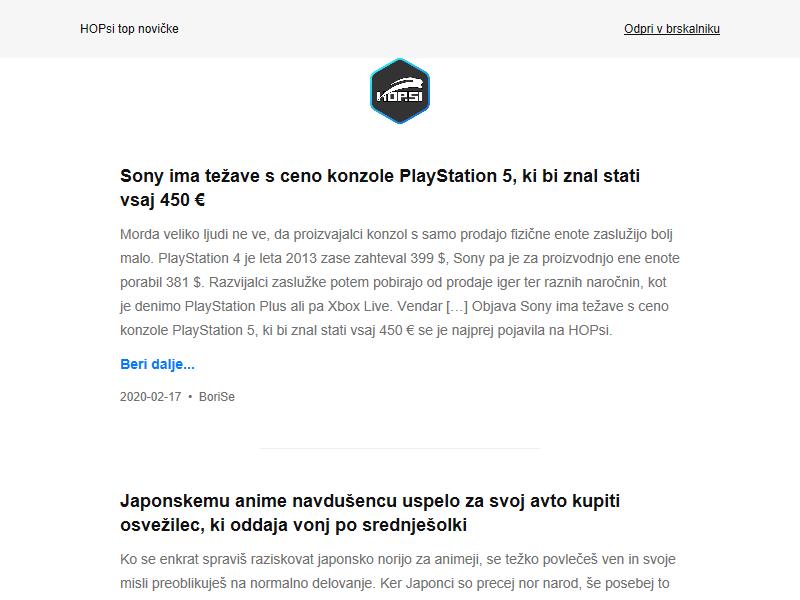 HOPsi top novičke
Odpri v brskalniku
HOP.SI
Sony ima težave s ceno konzole PlayStation 5, ki bi znal stati
vsaj 450 €
Morda veliko ljudi ne ve, da proizvajalci konzol s samo prodajo fizične enote zaslužijo bolj
malo. PlayStation 4 je leta 2013 zase zahteval 399 $, Sony pa je za proizvodnjo ene enote
porabil 381 $. Razvijalci zaslužke potem pobirajo od prodaje iger ter raznih naročnin, kot
je denimo PlayStation Plus ali pa Xbox Live. Vendar […] Objava Sony ima težave s ceno
konzole PlayStation 5, ki bi znal stati vsaj 450 € se je najprej pojavila na HOPsi.
Beri dalje...
2020-02-17 • BoriSe
Japonskemu anime navdušencu uspelo za svoj avto kupiti
osvežilec, ki oddaja vonj po srednješolki
Ko se enkrat spraviš raziskovat japonsko norijo za animeji, se težko povlečeš ven in svoje
misli preoblikuješ na normalno delovanje. Ker Japonci so precej nor narod, še posebej to